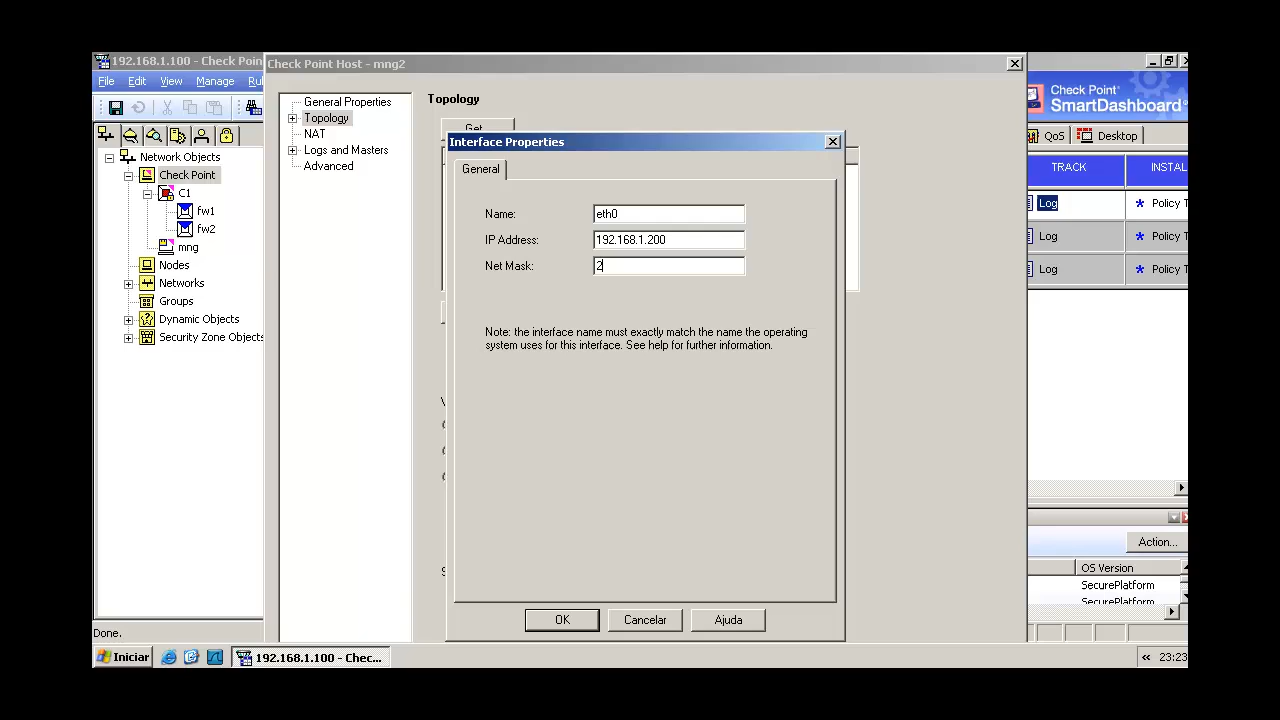 192.168.1.100 - Check Poin
Check Point Host - mng2
File Edit View Manage Ru
Check Point
SmartDashboard
General Properties
Topology
NAT
Logs and Masters
Advanced
Topology
Get
Interface Properties
General
Name: eth0
IP Address: 192.168.1.200
Net Mask: 2
Note: the interface name must exactly match the name the operating
system uses for this interface. See help for further information.
OK Cancelar Ajuda
Network Objects
Check Point
C1
fw1
fw2
mng
Nodes
Networks
Groups
Dynamic Objects
Security Zone Objects
QoS Desktop
TRACK INSTAL
Log * Policy T
Log * Policy T
Log * Policy T
Action...
OS Version
SecurePlatform
SecurePlatform
Done.
Iniciar 192.168.1.100 - Chec... « 23:23